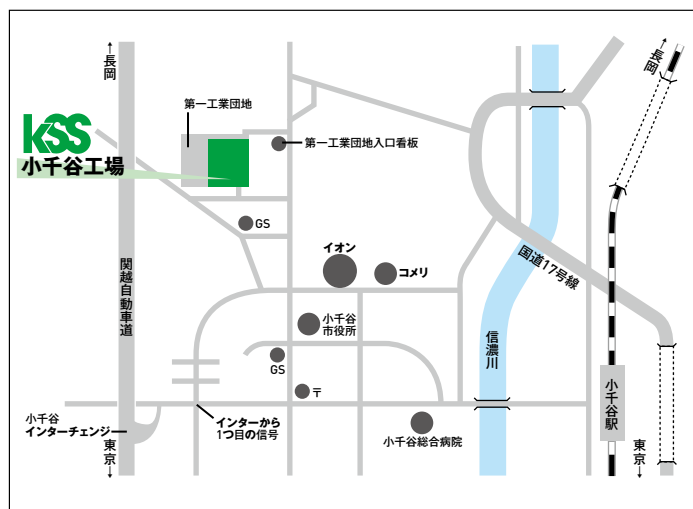 ←長岡
←長岡
第一工業団地
KSS
小千谷工場
第一工業団地入口看板
GS
イオン
コメリ
国道17号線
関越自動車道
小千谷
市役所
信濃川
GS
〒
小千谷駅
小千谷
インターチェンジ
インターから
1つ目の信号
小千谷総合病院
東京→
東京→